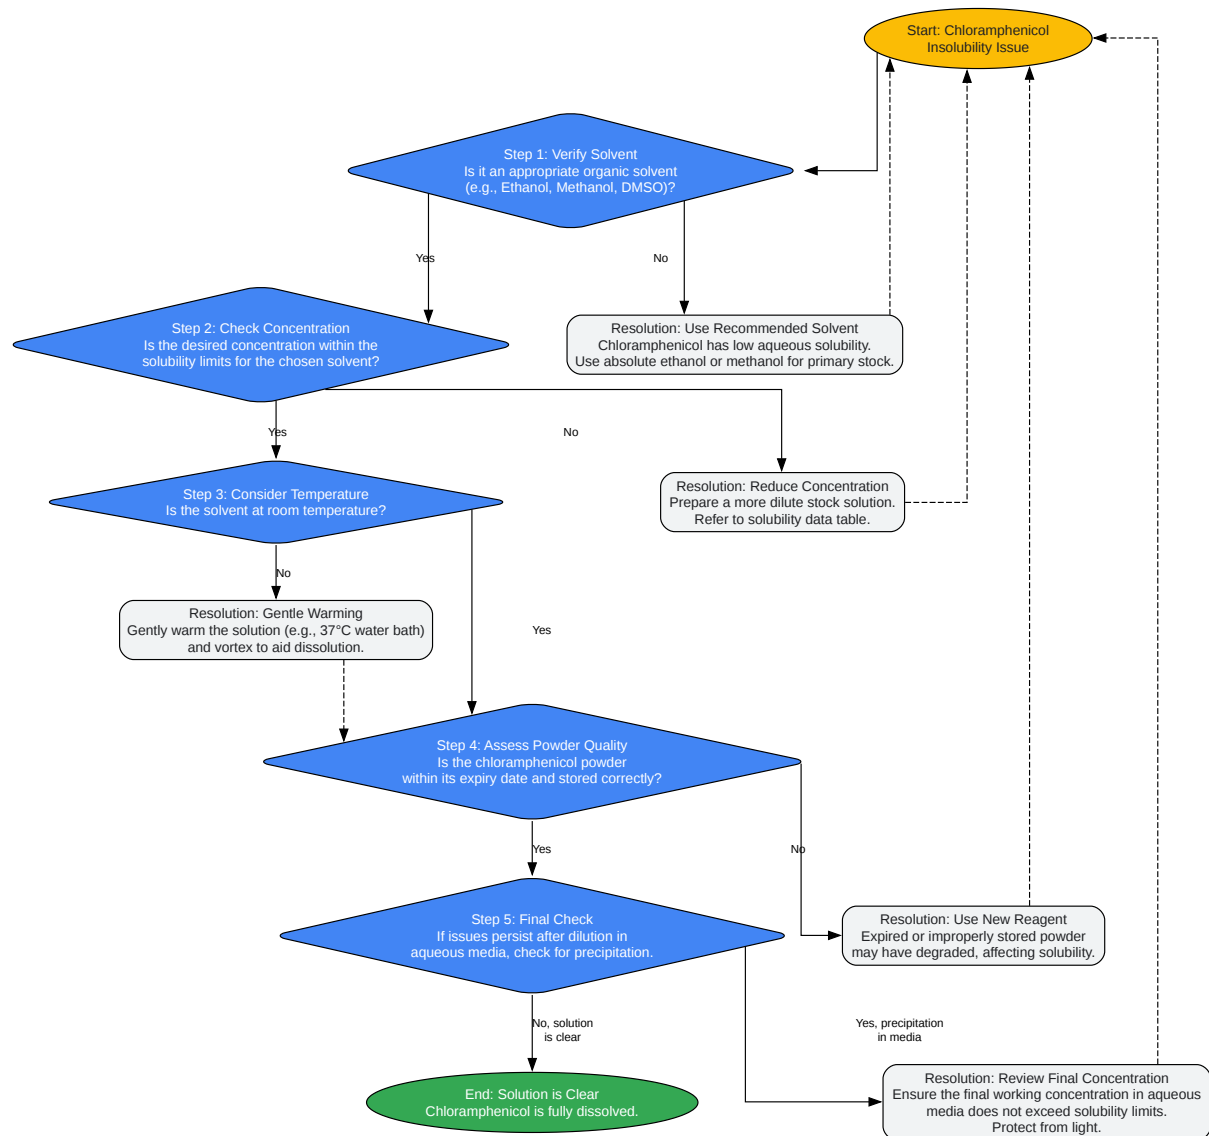 Start: Chloramphenicol
Insolubility Issue
Step 1: Verify Solvent
Is it an appropriate organic solvent
(e.g., Ethanol, Methanol, DMSO)?
Yes
No
Step 2: Check Concentration
Is the desired concentration within the
solubility limits for the chosen solvent?
Resolution: Use Recommended Solvent
Chloramphenicol has low aqueous solubility.
Use absolute ethanol or methanol for primary stock.
Yes
No
Step 3: Consider Temperature
Is the solvent at room temperature?
Resolution: Reduce Concentration
Prepare a more dilute stock solution.
Refer to solubility data table.
No
Resolution: Gentle Warming
Gently warm the solution (e.g., 37°C water bath)
and vortex to aid dissolution.
Yes
Step 4: Assess Powder Quality
Is the chloramphenicol powder
within its expiry date and stored correctly?
Yes
No
Step 5: Final Check
If issues persist after dilution in
aqueous media, check for precipitation.
Resolution: Use New Reagent
Expired or improperly stored powder
may have degraded, affecting solubility.
No, solution
is clear
Yes, precipitation
in media
End: Solution is Clear
Chloramphenicol is fully dissolved.
Resolution: Review Final Concentration
Ensure the final working concentration in aqueous
media does not exceed solubility limits.
Protect from light.